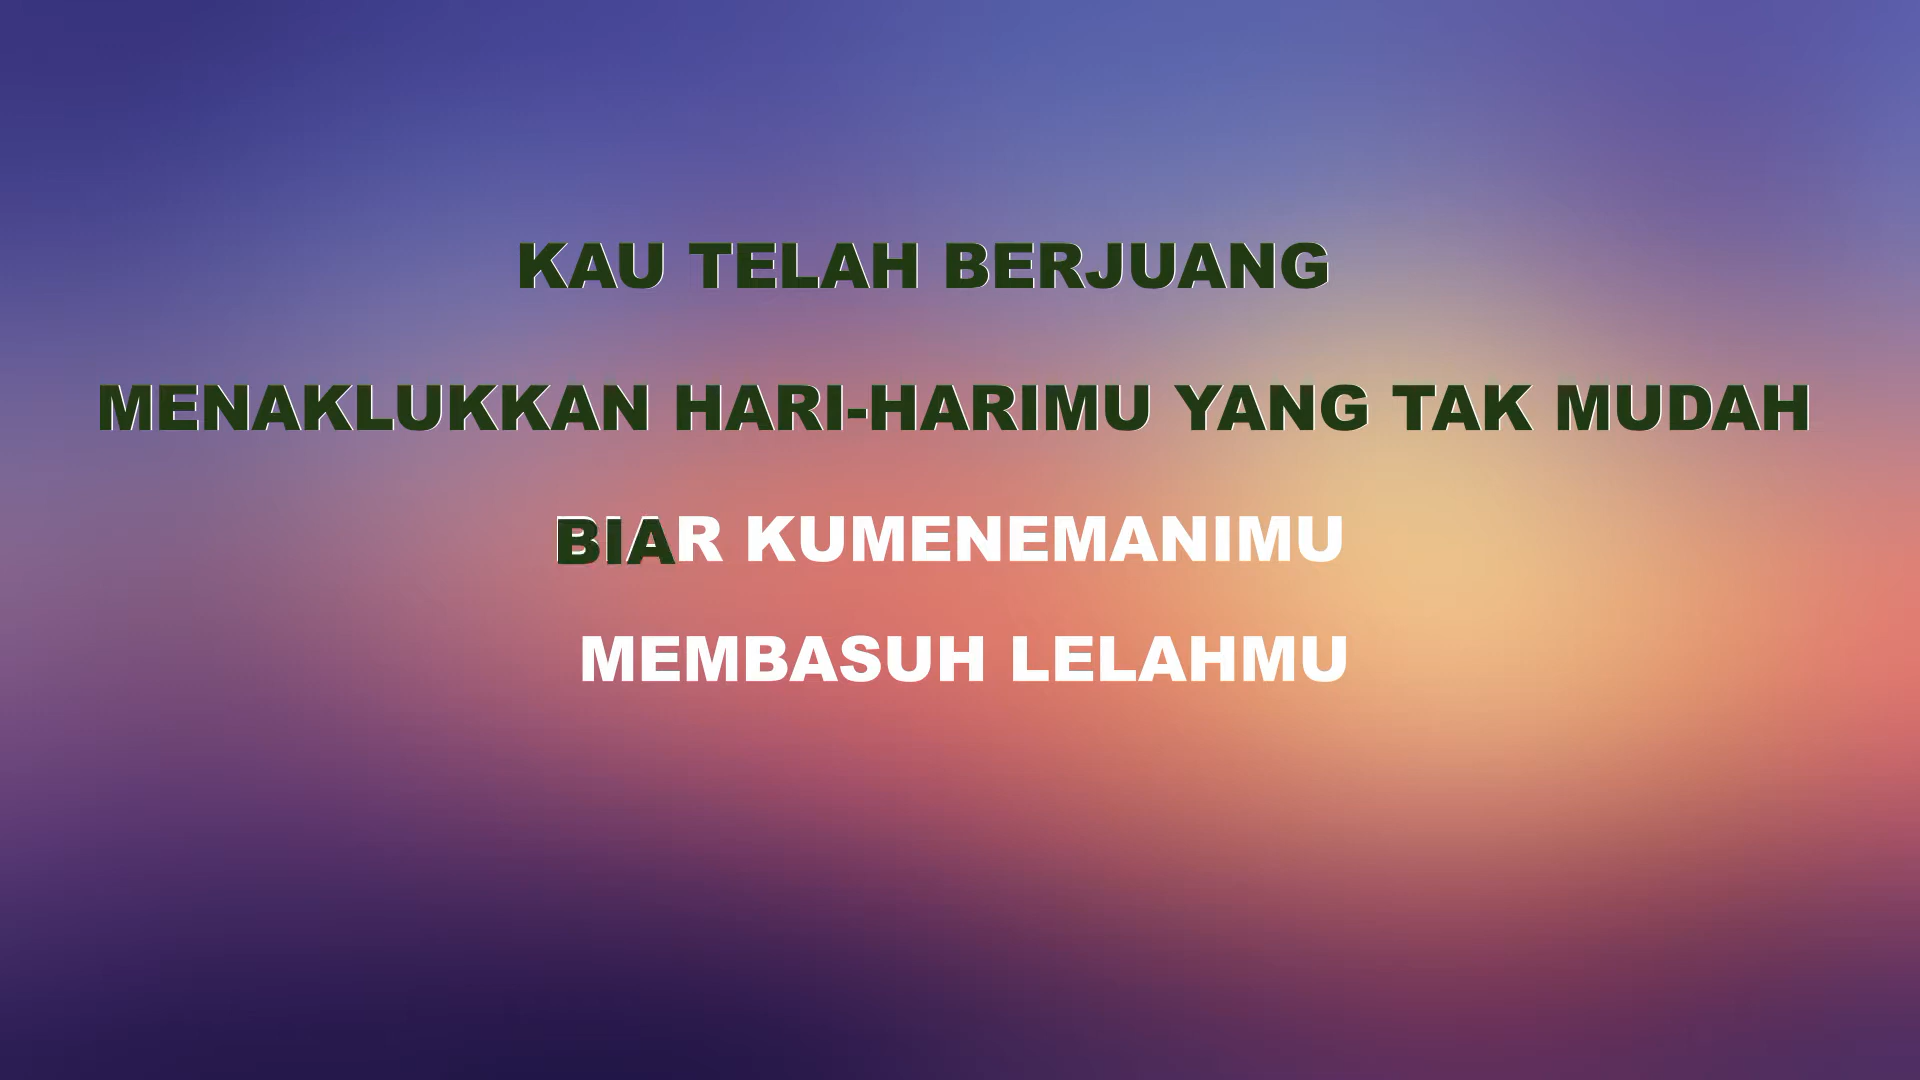 KAU TELAH BERJUANG
MENAKLUKKAN HARI-HARIMU YANG TAK MUDAH
BIAR KUMENEMANIMU
MEMBASUH LELAHMU